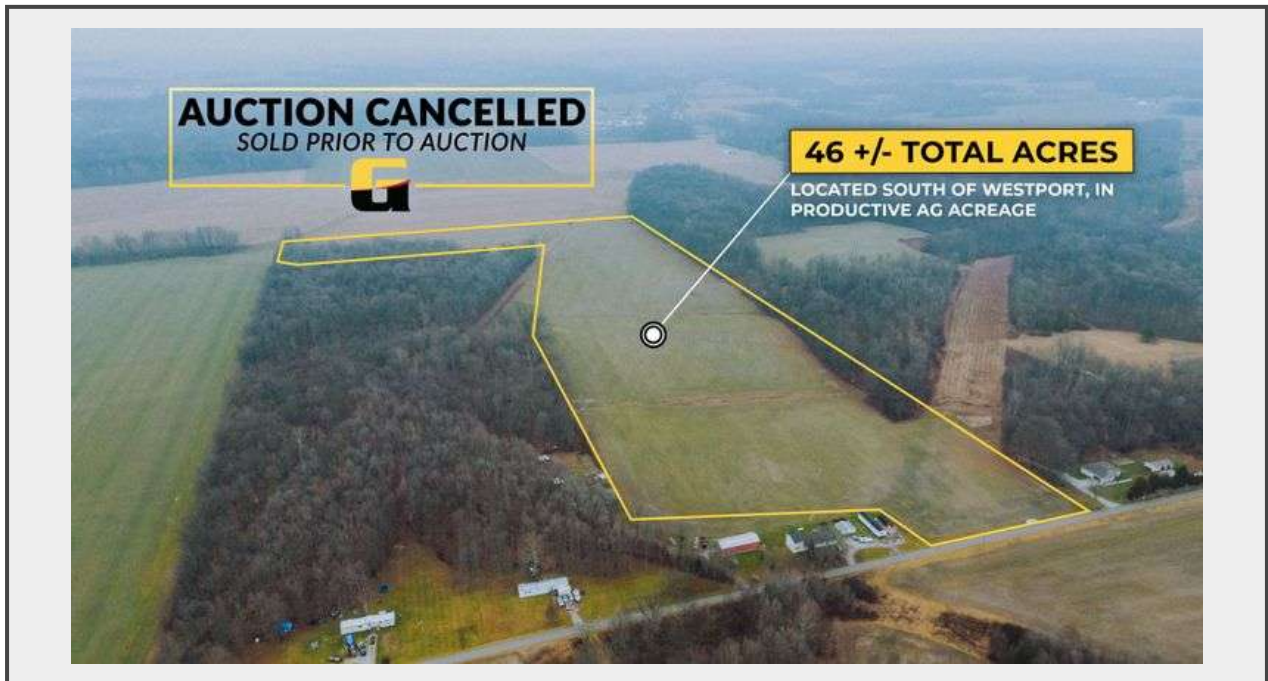 AUCTION CANCELLED
SOLD PRIOR TO AUCTION
46 +/- TOTAL ACRES
LOCATED SOUTH OF WESTPORT, IN
PRODUCTIVE AG ACREAGE